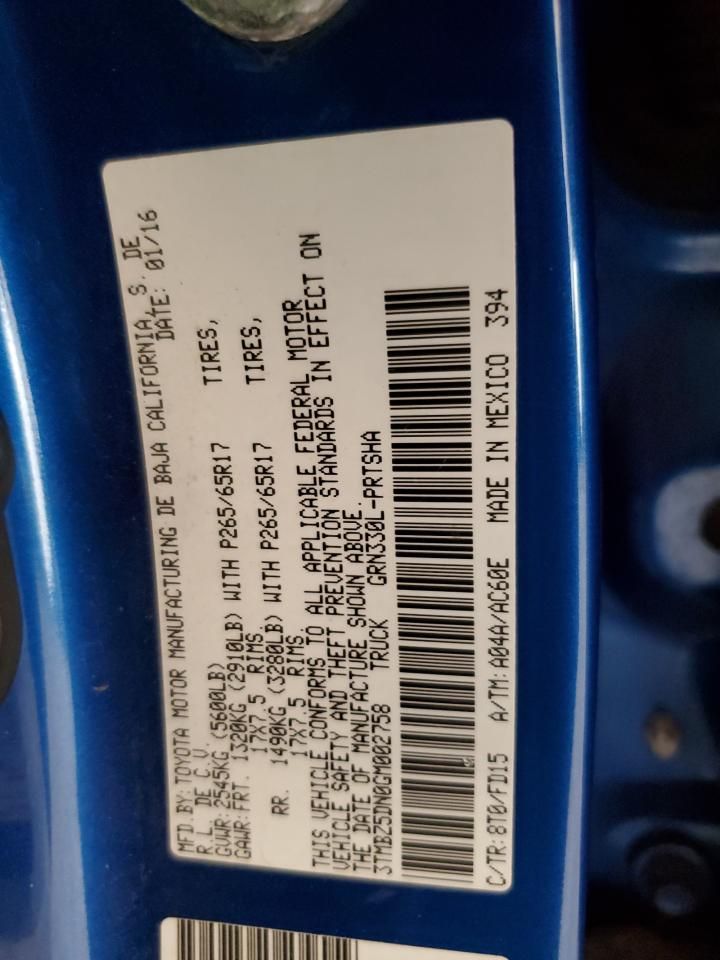 MFD.BY:TOYOTA MOTOR MANUFACTURING DE BAJA CALIFORNIA, S. DE
R.L. DE C.V. DATE: 01/16
GVWR:2545KG (5600LB)
GAWR:FRT. 1320KG (2910LB) WITH P265/65R17 TIRES,
17X7.5 RIMS.
RR. 1490KG (3280LB) WITH P265/65R17 TIRES,
17X7.5 RIMS.
THIS VEHICLE CONFORMS TO ALL APPLICABLE FEDERAL MOTOR
VEHICLE SAFETY AND THEFT PREVENTION STANDARDS IN EFFECT ON
THE DATE OF MANUFACTURE SHOWN ABOVE.
3TMBZ5DN0GM002758 TRUCK GRN330L-PRTSHA
C/TR:8T0/FD15 A/TM:A04A/AC60E MADE IN MEXICO 394